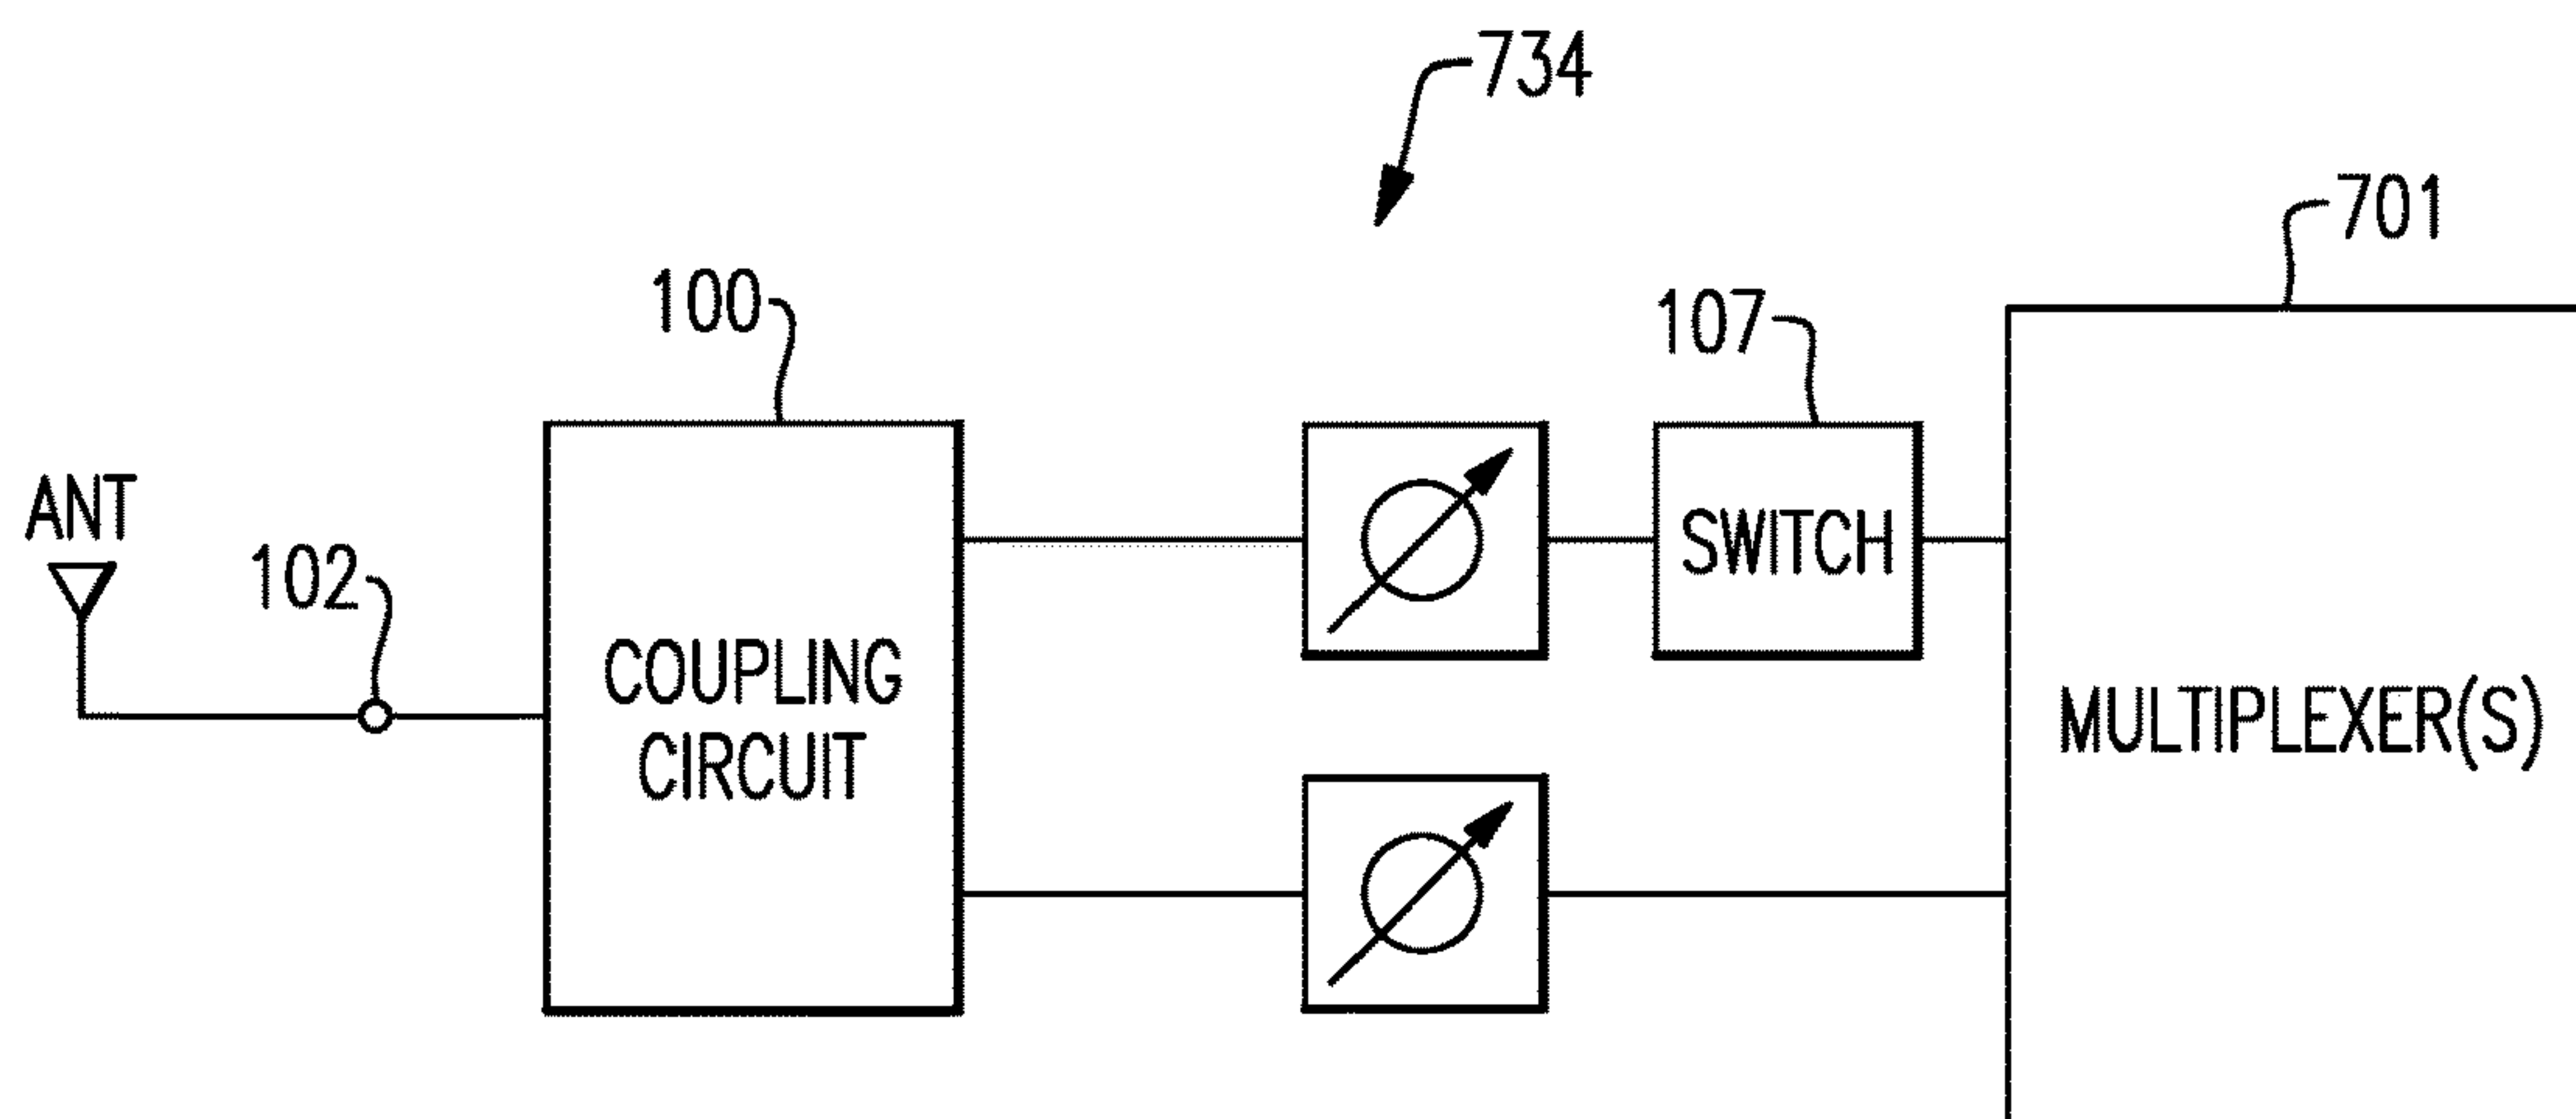 734
701
100
107
ANT
102
SWITCH
COUPLING
CIRCUIT
MULTIPLEXER(S)